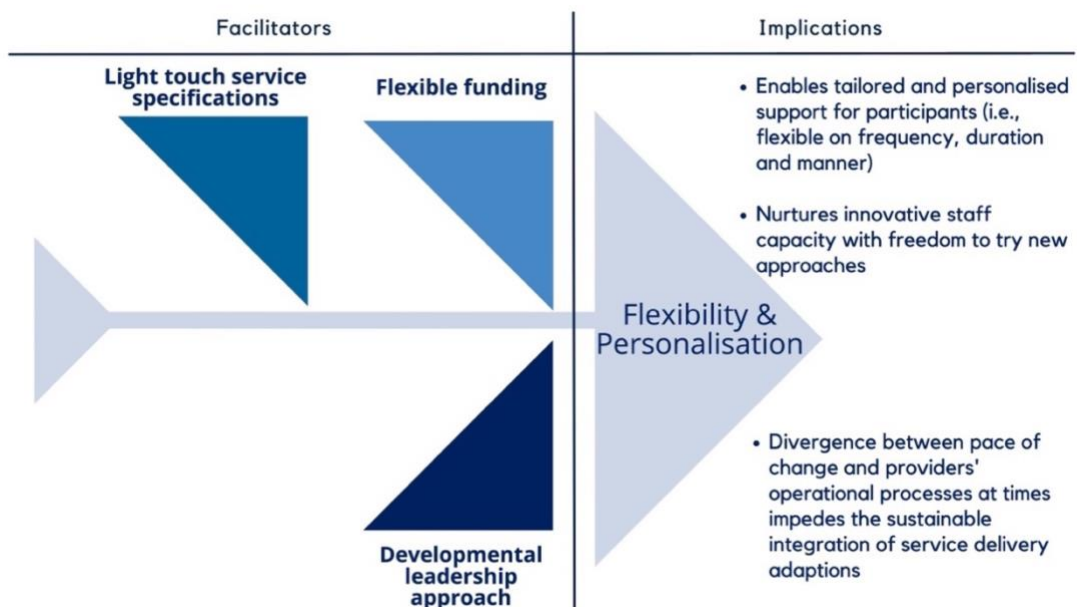 Facilitators
Implications
Light touch service
specifications
Flexible funding
• Enables tailored and personalised
support for participants (i.e.,
flexible on frequency, duration
and manner)
• Nurtures innovative staff
capacity with freedom to try new
approaches
Flexibility &
Personalisation
• Divergence between pace of
change and providers'
operational processes at times
impedes the sustainable
integration of service delivery
adaptions
Developmental
leadership
approach